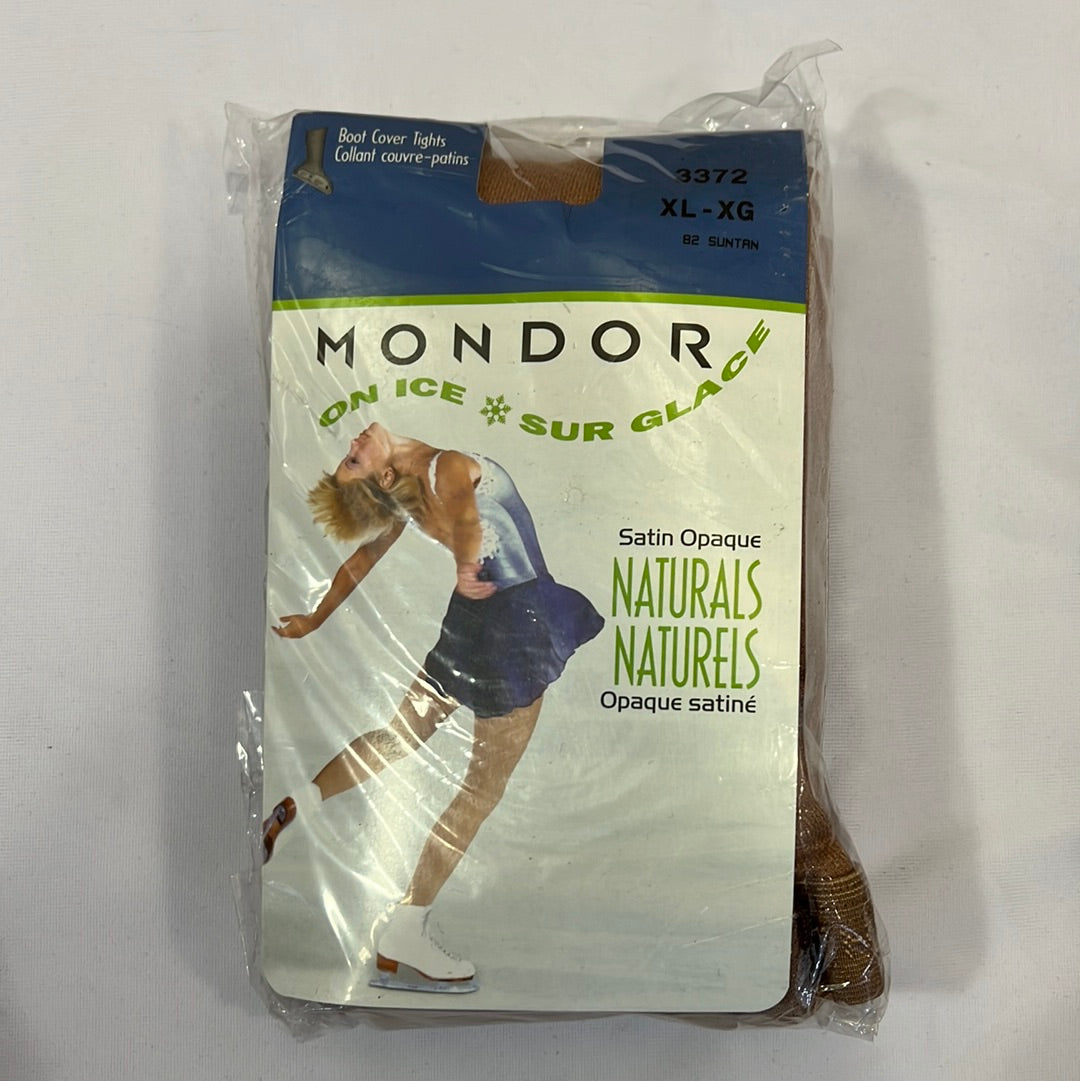 Boot Cover Tights
Collant couvre-patins
3372
XL - XG
82 SUNTAN
MONDOR
ON ICE SUR GLACE
Satin Opaque
NATURALS
NATURELS
Opaque satiné